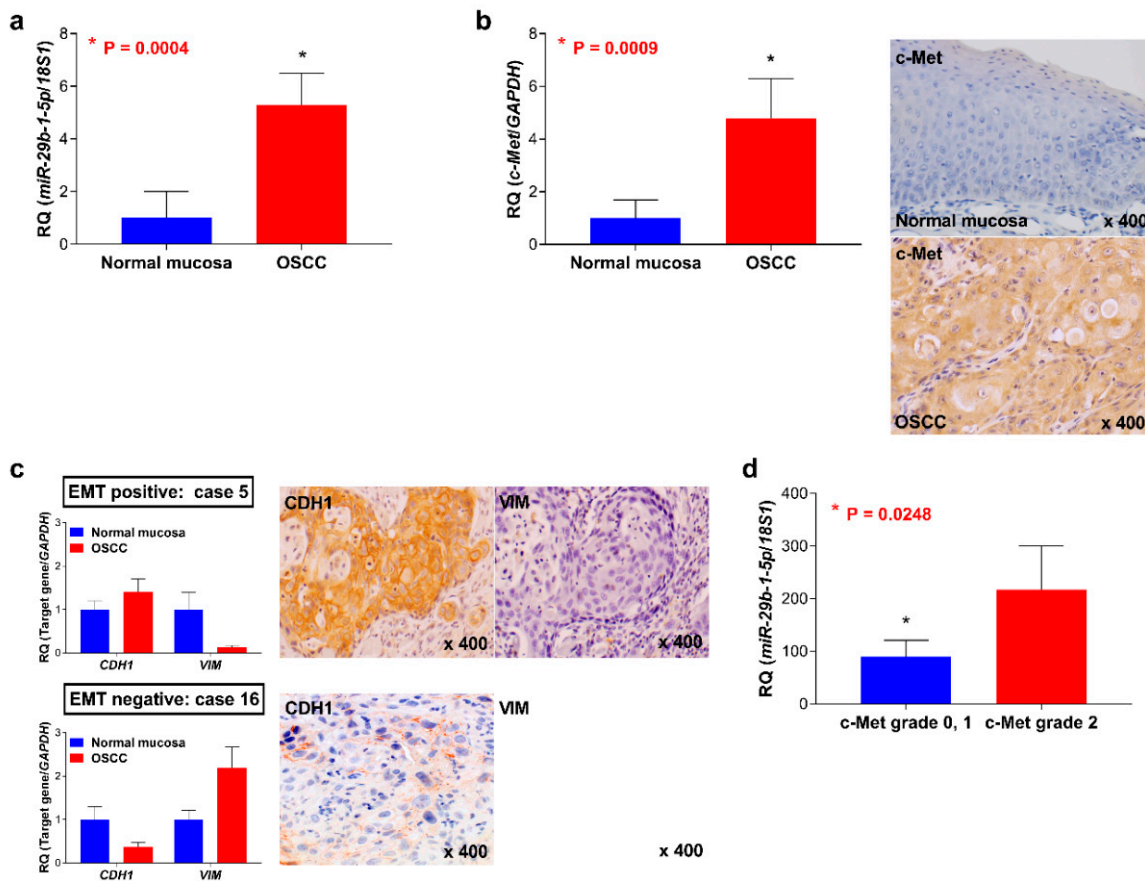 a
* P = 0.0004
*
RQ (miR-29b-1-5p/18S1)
8
6
4
2
0
Normal mucosa OSCC
b
* P = 0.0009
*
RQ (c-Met/GAPDH)
8
6
4
2
0
Normal mucosa OSCC
c-Met
Normal mucosa x 400
c-Met
OSCC x 400
c
EMT positive: case 5
Normal mucosa
OSCC
RQ (Target gene/GAPDH)
3
2
1
0
CDH1 VIM
CDH1
x 400
VIM
x 400
EMT negative: case 16
Normal mucosa
OSCC
RQ (Target gene/GAPDH)
3
2
1
0
CDH1 VIM
CDH1
x 400
VIM
x 400
d
* P = 0.0248
*
RQ (miR-29b-1-5p/18S1)
400
300
200
100
0
c-Met grade 0, 1 c-Met grade 2